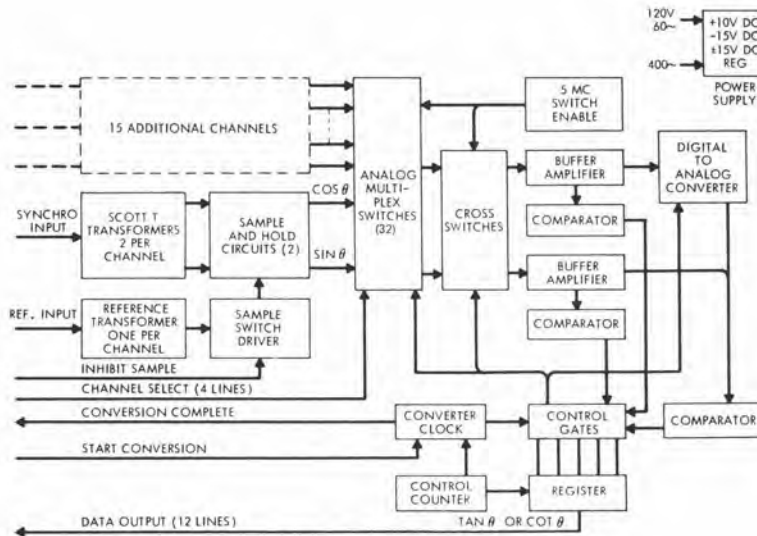 120V
60~
400~
+10V DC
-15V DC
±15V DC
REG
POWER
SUPPLY
15 ADDITIONAL CHANNELS
5 MC
SWITCH
ENABLE
ANALOG
MULTI-
PLEX
SWITCHES
(32)
CROSS
SWITCHES
BUFFER
AMPLIFIER
COMPARATOR
DIGITAL
TO
ANALOG
CONVERTER
SYNCHRO
INPUT
SCOTT T
TRANSFORMERS
2 PER
CHANNEL
SAMPLE
AND HOLD
CIRCUITS (2)
COS θ
SIN θ
BUFFER
AMPLIFIER
COMPARATOR
REF. INPUT
REFERENCE
TRANSFORMER
ONE PER
CHANNEL
SAMPLE
SWITCH
DRIVER
INHIBIT SAMPLE
CHANNEL SELECT (4 LINES)
CONVERSION COMPLETE
CONVERTER
CLOCK
CONTROL
GATES
COMPARATOR
START CONVERSION
CONTROL
COUNTER
REGISTER
DATA OUTPUT (12 LINES)
TAN θ OR COT θ